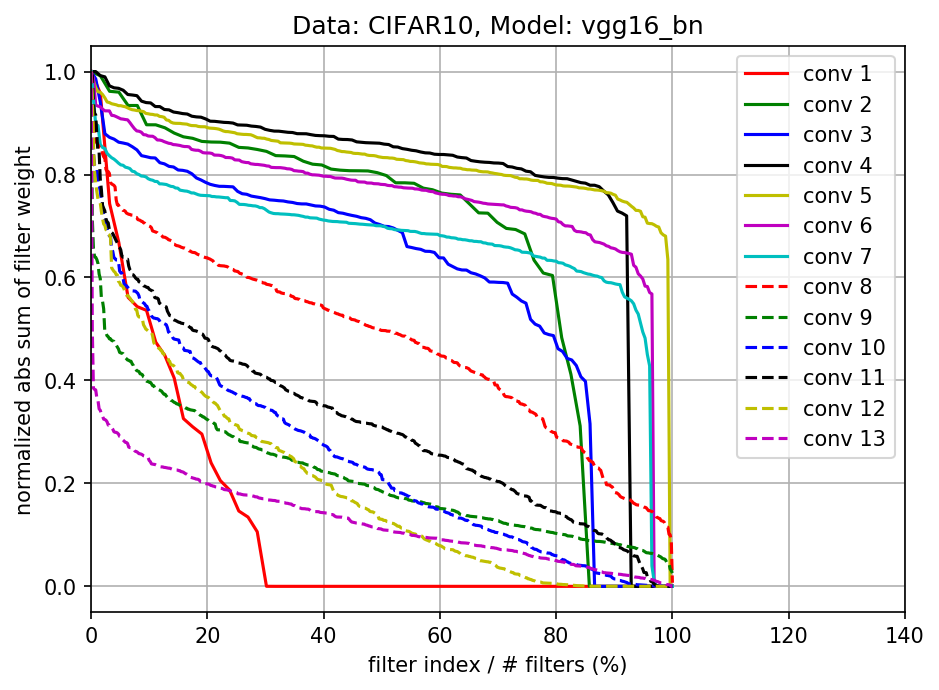 Data: CIFAR10, Model: vgg16_bn
normalized abs sum of filter weight
1.0
0.8
0.6
0.4
0.2
0.0
conv 1
conv 2
conv 3
conv 4
conv 5
conv 6
conv 7
conv 8
conv 9
conv 10
conv 11
conv 12
conv 13
0 20 40 60 80 100 120 140
filter index / # filters (%)